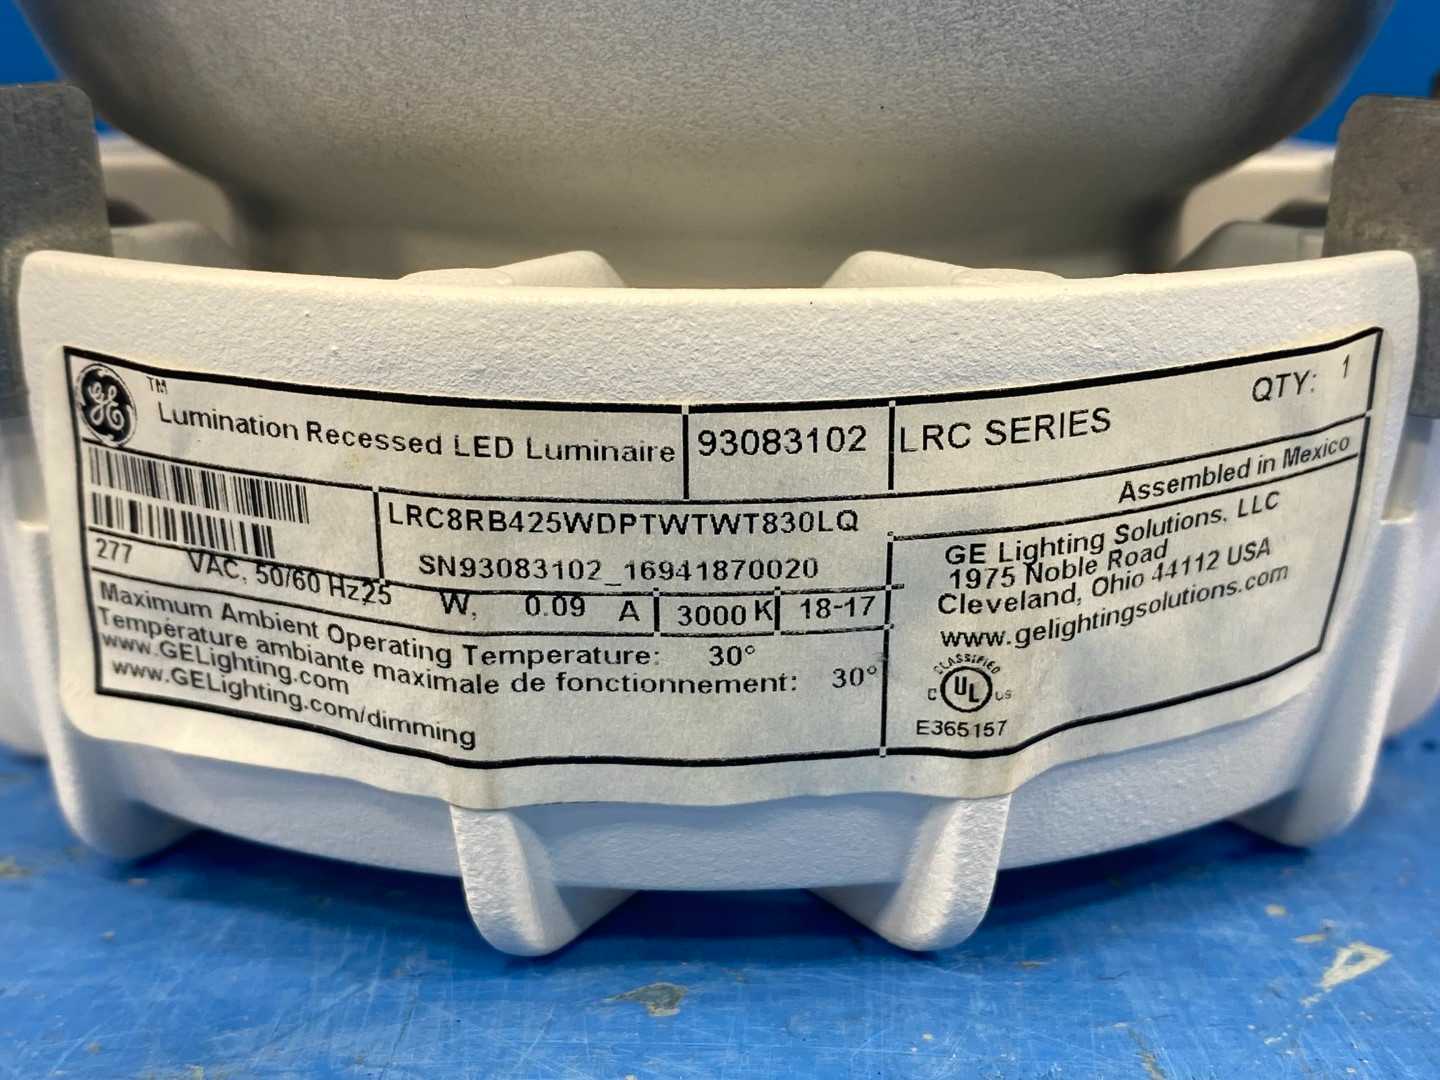 GE
™
Lumination Recessed LED Luminaire
93083102
LRC SERIES
QTY: 1
Assembled in Mexico
LRC8RB425WDPTWTWT830LQ
SN93083102_16941870020
277 VAC, 50/60 Hz,25 W, 0.09 A
3000 K
18-17
Maximum Ambient Operating Temperature: 30°
Température ambiante maximale de fonctionnement: 30°
www.GELighting.com
www.GELighting.com/dimming
GE Lighting Solutions, LLC
1975 Noble Road
Cleveland, Ohio 44112 USA
www.gelightingsolutions.com
CLASSIFIED
C UL US
E365157